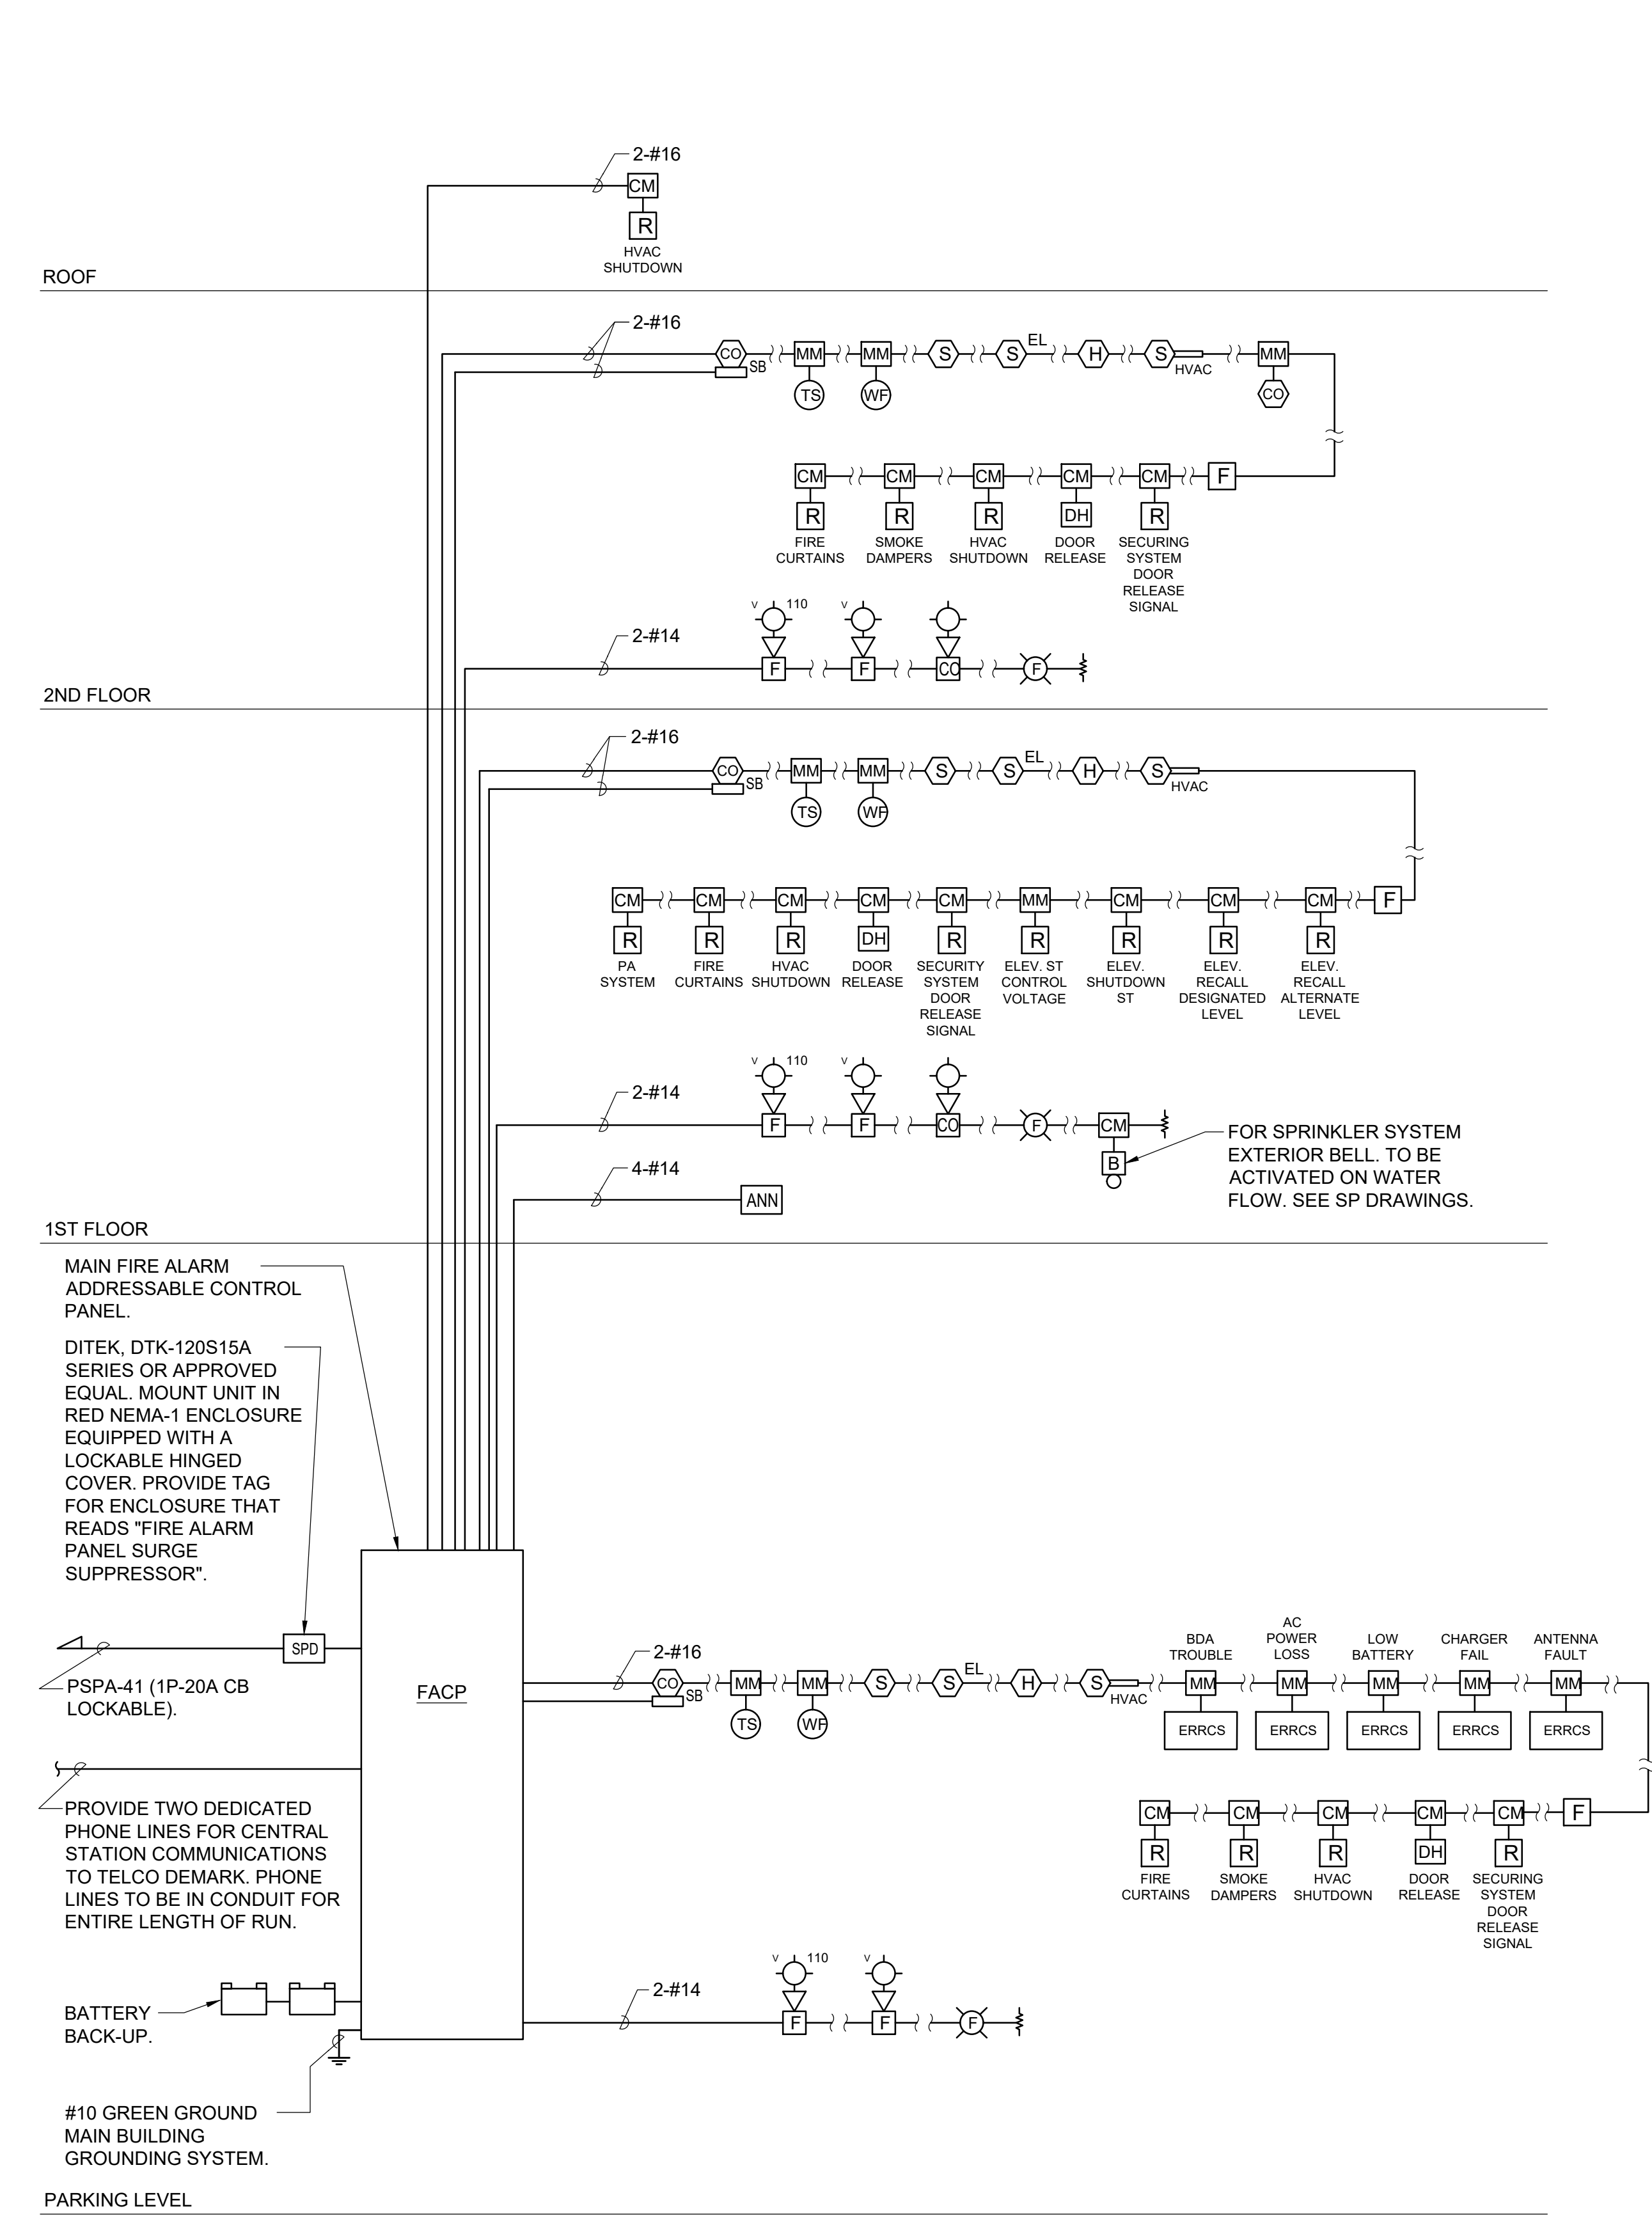 2-#16
CM
R
HVAC
SHUTDOWN
ROOF
2-#16
CO
SB
MM
TS
MM
WF
S
S
EL
H
S
HVAC
MM
CO
CM
CM
CM
CM
CM
F
R
R
R
DH
R
FIRE
CURTAINS
SMOKE
DAMPERS
HVAC
SHUTDOWN
DOOR
RELEASE
SECURING
SYSTEM
DOOR
RELEASE
SIGNAL
V
110
V
2-#14
F
F
CO
F
2ND FLOOR
2-#16
CO
SB
MM
TS
MM
WF
S
S
EL
H
S
HVAC
CM
CM
CM
CM
CM
MM
CM
CM
CM
F
R
R
R
DH
R
R
R
R
R
PA
SYSTEM
FIRE
CURTAINS
HVAC
SHUTDOWN
DOOR
RELEASE
SECURITY
SYSTEM
DOOR
RELEASE
SIGNAL
ELEV. ST
CONTROL
VOLTAGE
ELEV.
SHUTDOWN
ST
ELEV.
RECALL
DESIGNATED
LEVEL
ELEV.
RECALL
ALTERNATE
LEVEL
V
110
V
2-#14
F
F
CO
F
CM
B
FOR SPRINKLER SYSTEM
EXTERIOR BELL. TO BE
ACTIVATED ON WATER
FLOW. SEE SP DRAWINGS.
4-#14
ANN
1ST FLOOR
MAIN FIRE ALARM
ADDRESSABLE CONTROL
PANEL.
DITEK, DTK-120S15A
SERIES OR APPROVED
EQUAL. MOUNT UNIT IN
RED NEMA-1 ENCLOSURE
EQUIPPED WITH A
LOCKABLE HINGED
COVER. PROVIDE TAG
FOR ENCLOSURE THAT
READS "FIRE ALARM
PANEL SURGE
SUPPRESSOR".
SPD
PSPA-41 (1P-20A CB
LOCKABLE).
FACP
2-#16
CO
SB
MM
TS
MM
WF
S
S
EL
H
S
HVAC
BDA
TROUBLE
AC
POWER
LOSS
LOW
BATTERY
CHARGER
FAIL
ANTENNA
FAULT
MM
MM
MM
MM
MM
ERRCS
ERRCS
ERRCS
ERRCS
ERRCS
CM
CM
CM
CM
CM
F
R
R
R
DH
R
FIRE
CURTAINS
SMOKE
DAMPERS
HVAC
SHUTDOWN
DOOR
RELEASE
SECURING
SYSTEM
DOOR
RELEASE
SIGNAL
PROVIDE TWO DEDICATED
PHONE LINES FOR CENTRAL
STATION COMMUNICATIONS
TO TELCO DEMARK. PHONE
LINES TO BE IN CONDUIT FOR
ENTIRE LENGTH OF RUN.
V
110
V
2-#14
F
F
F
BATTERY
BACK-UP.
#10 GREEN GROUND
MAIN BUILDING
GROUNDING SYSTEM.
PARKING LEVEL